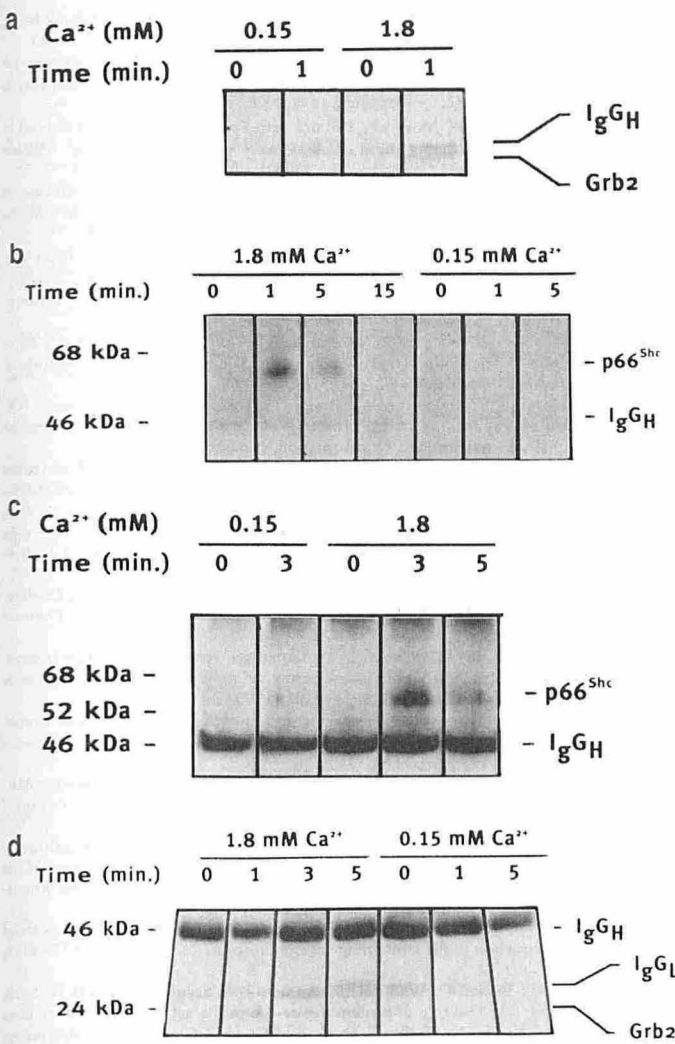 a
Ca²⁺ (mM) 0.15 1.8
Time (min.) 0 1 0 1
IgGH
Grb2
b
1.8 mM Ca²⁺ 0.15 mM Ca²⁺
Time (min.) 0 1 5 15 0 1 5
68 kDa – – p66Shc
46 kDa – – IgGH
c
Ca²⁺ (mM) 0.15 1.8
Time (min.) 0 3 0 3 5
68 kDa –
– p66Shc
52 kDa –
46 kDa – – IgGH
d
1.8 mM Ca²⁺ 0.15 mM Ca²⁺
Time (min.) 0 1 3 5 0 1 5
46 kDa – – IgGH
IgGL
24 kDa –
Grb2